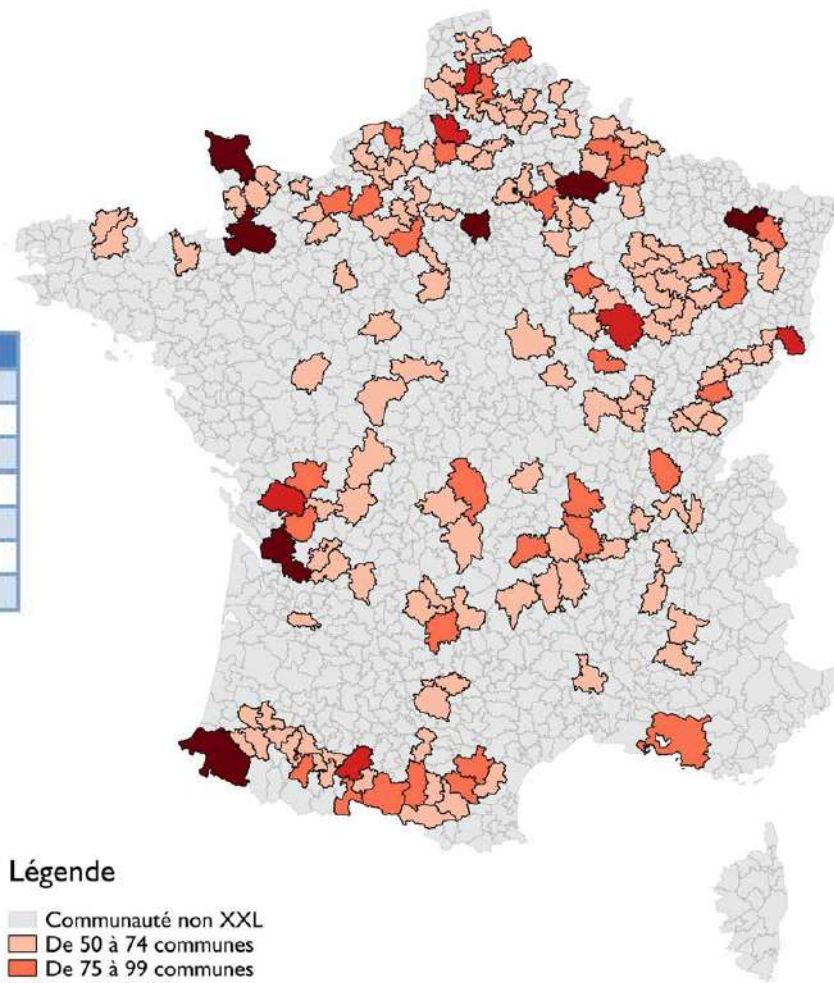 Légende
Communauté non XXL
De 50 à 74 communes
De 75 à 99 communes